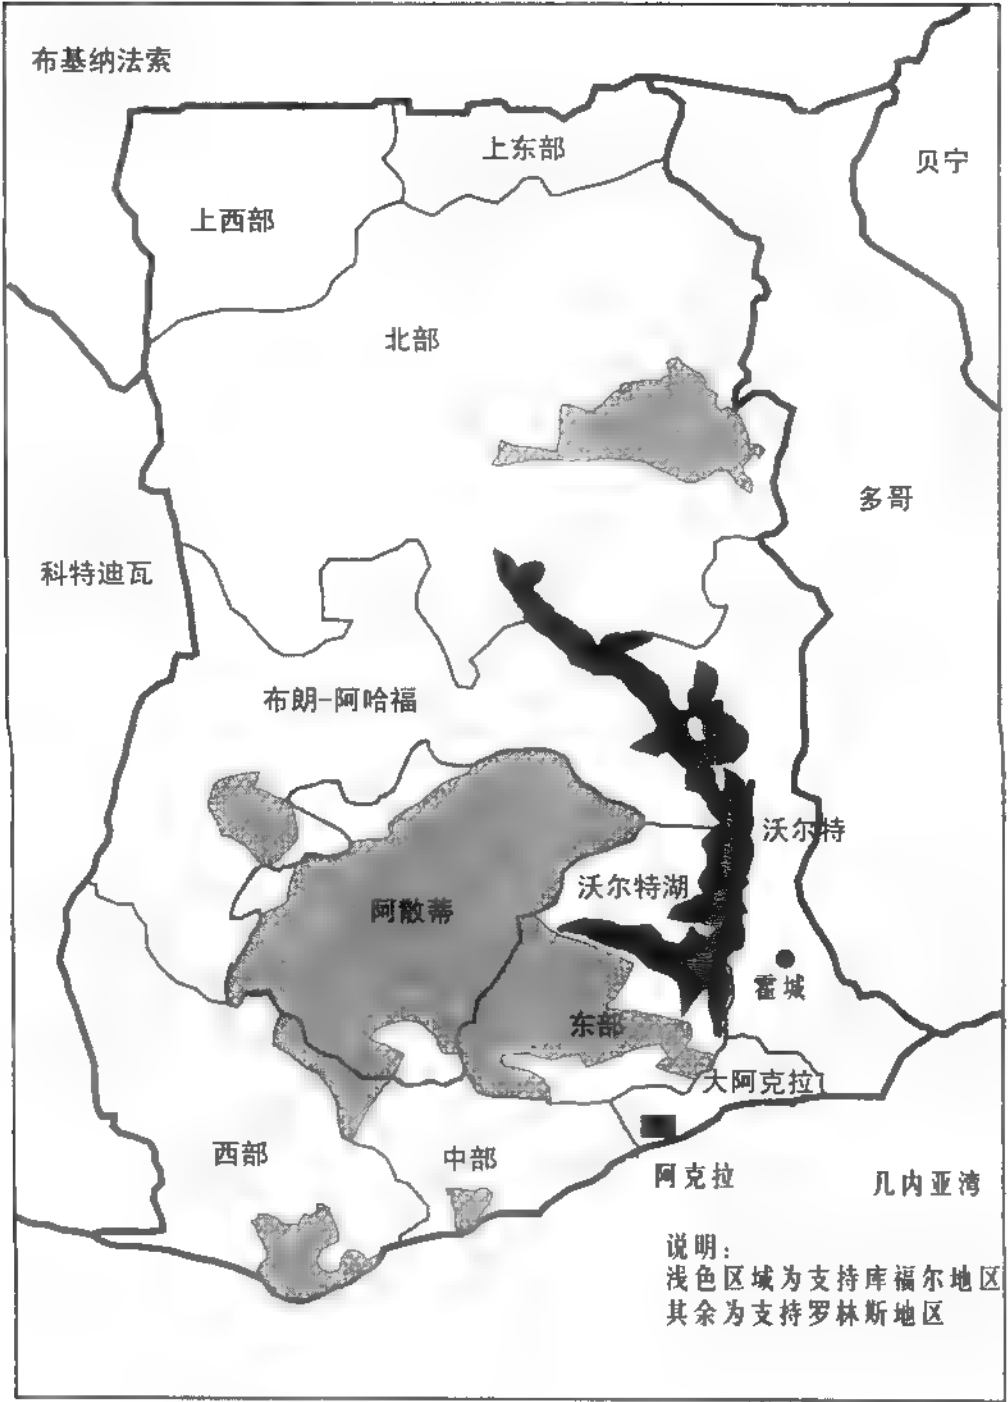 布基纳法索
上东部
贝宁
上西部
北部
多哥
科特迪瓦
布朗-阿哈福
沃尔特
沃尔特湖
阿散蒂
霍城
东部
大阿克拉
西部
中部
阿克拉
几内亚湾
说明:
浅色区域为支持库福尔地区
其余为支持罗林斯地区